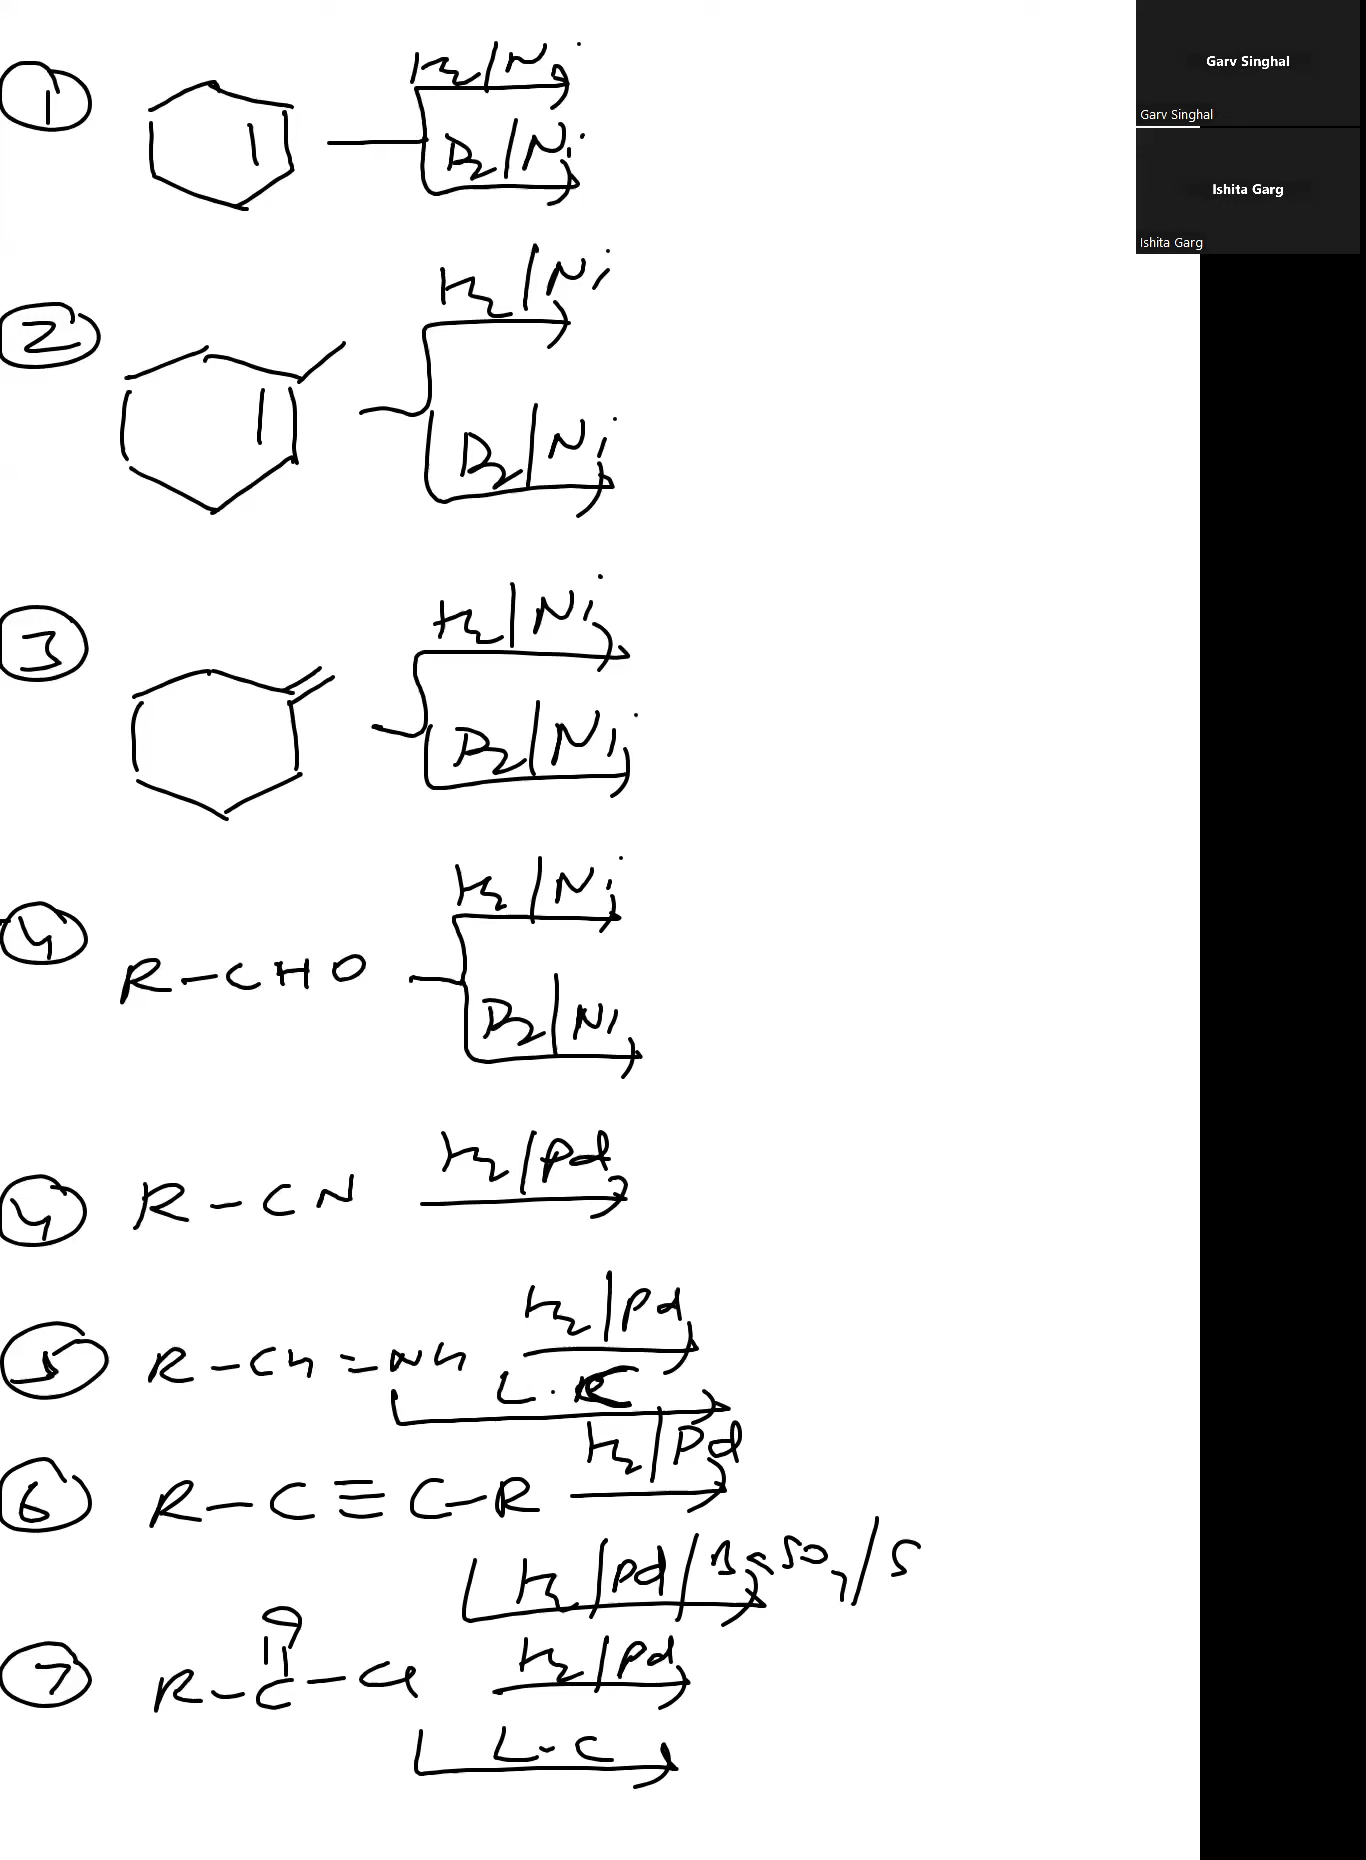 Garv Singhal
Garv Singhal
Ishita Garg
Ishita Garg
1
H2/Ni
D2/Ni
2
H2/Ni
D2/Ni
3
H2/Ni
D2/Ni
4
R-CHO
H2/Ni
D2/Ni
4
R-CN
H2/Pd
5
R-CH=NH
H2/Pd
L.C
6
R-C≡C-R
H2/Pd
H2/Pd/BaSO4/S
7
O
R-C-Cl
H2/Pd
L.C